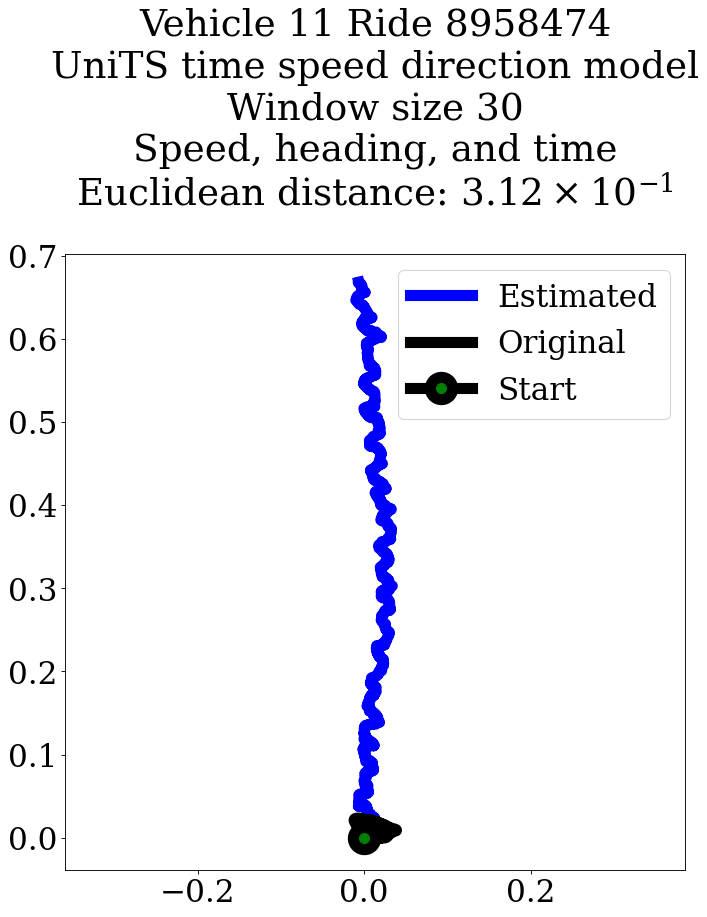 Vehicle 11 Ride 8958474
UniTS time speed direction model
Window size 30
Speed, heading, and time
Euclidean distance: 3.12 × 10⁻¹
0.7
0.6
0.5
0.4
0.3
0.2
0.1
0.0
Estimated
Original
Start
−0.2
0.0
0.2